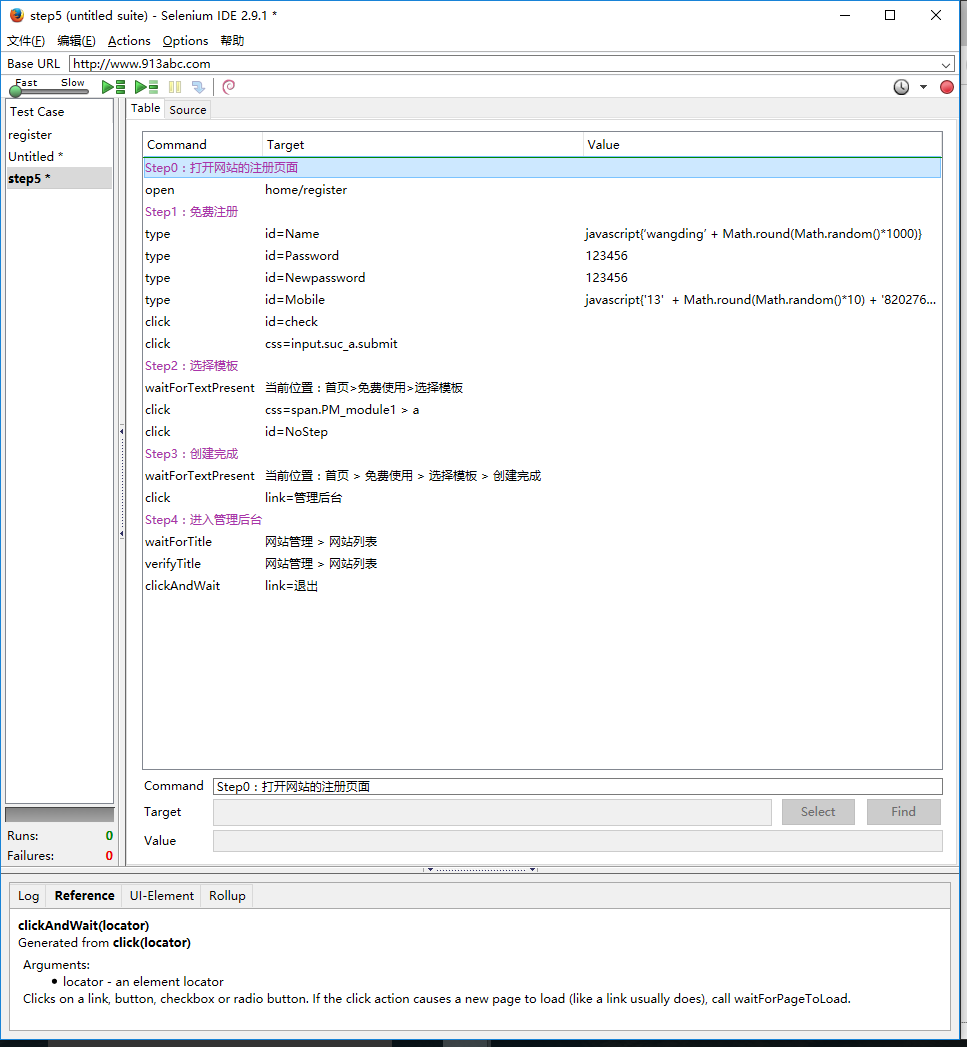 step5 (untitled suite) - Selenium IDE 2.9.1 *
文件(F) 编辑(E) Actions Options 帮助
Base URL http://www.913abc.com
Fast Slow
Test Case
register
Untitled *
step5 *
Table Source
Command Target Value
Step0：打开网站的注册页面
open home/register
Step1：免费注册
type id=Name javascript{'wangding' + Math.round(Math.random()*1000)}
type id=Password 123456
type id=Newpassword 123456
type id=Mobile javascript{'13' + Math.round(Math.random()*10) + '820276...
click id=check
click css=input.suc_a.submit
Step2：选择模板
waitForTextPresent 当前位置：首页>免费使用>选择模板
click css=span.PM_module1 > a
click id=NoStep
Step3：创建完成
waitForTextPresent 当前位置：首页 > 免费使用 > 选择模板 > 创建完成
click link=管理后台
Step4：进入管理后台
waitForTitle 网站管理 > 网站列表
verifyTitle 网站管理 > 网站列表
clickAndWait link=退出
Command Step0：打开网站的注册页面
Target Select Find
Value
Runs: 0
Failures: 0
Log Reference UI-Element Rollup
clickAndWait(locator)
Generated from click(locator)
Arguments:
• locator - an element locator
Clicks on a link, button, checkbox or radio button. If the click action causes a new page to load (like a link usually does), call waitForPageToLoad.